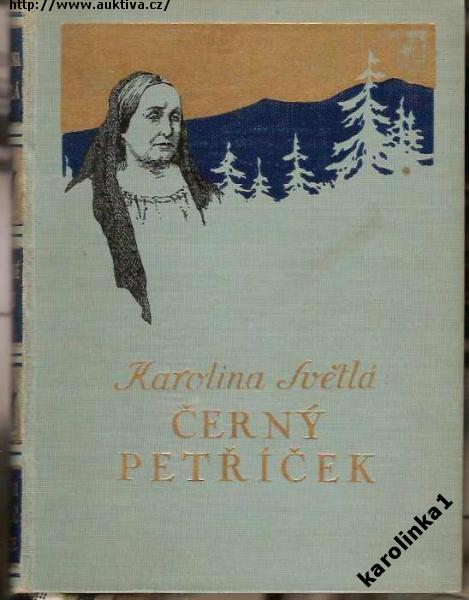 http://www.auktiva.cz/
Karolina Světlá
ČERNÝ
PETŘÍČEK
karolinka1